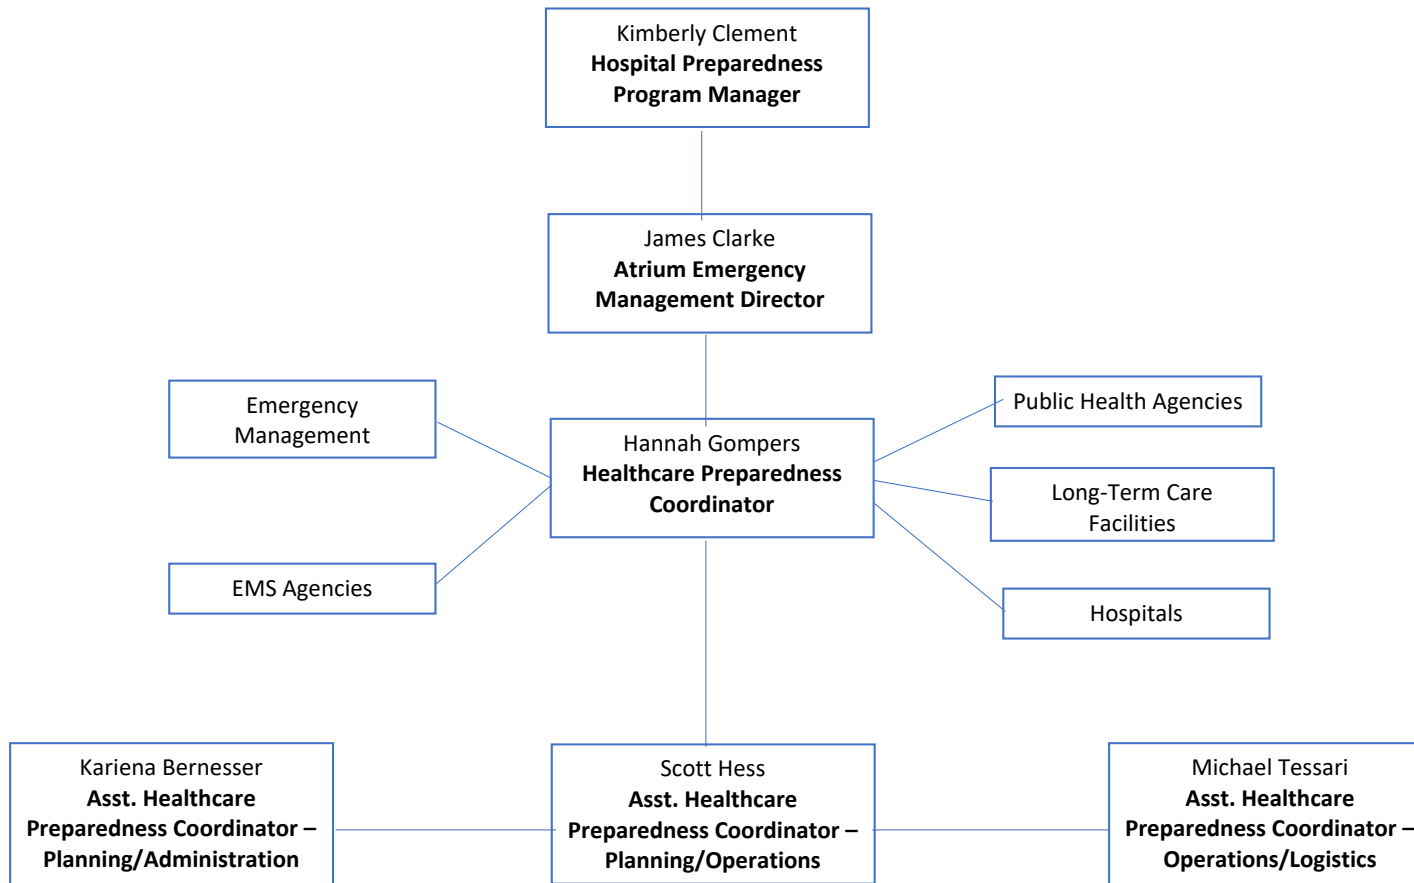 Kimberly Clement
Hospital Preparedness
Program Manager
James Clarke
Atrium Emergency
Management Director
Emergency
Management
Public Health Agencies
Hannah Gompers
Healthcare Preparedness
Coordinator
Long-Term Care
Facilities
EMS Agencies
Hospitals
Kariena Bernesser
Asst. Healthcare
Preparedness Coordinator –
Planning/Administration
Scott Hess
Asst. Healthcare
Preparedness Coordinator –
Planning/Operations
Michael Tessari
Asst. Healthcare
Preparedness Coordinator –
Operations/Logistics